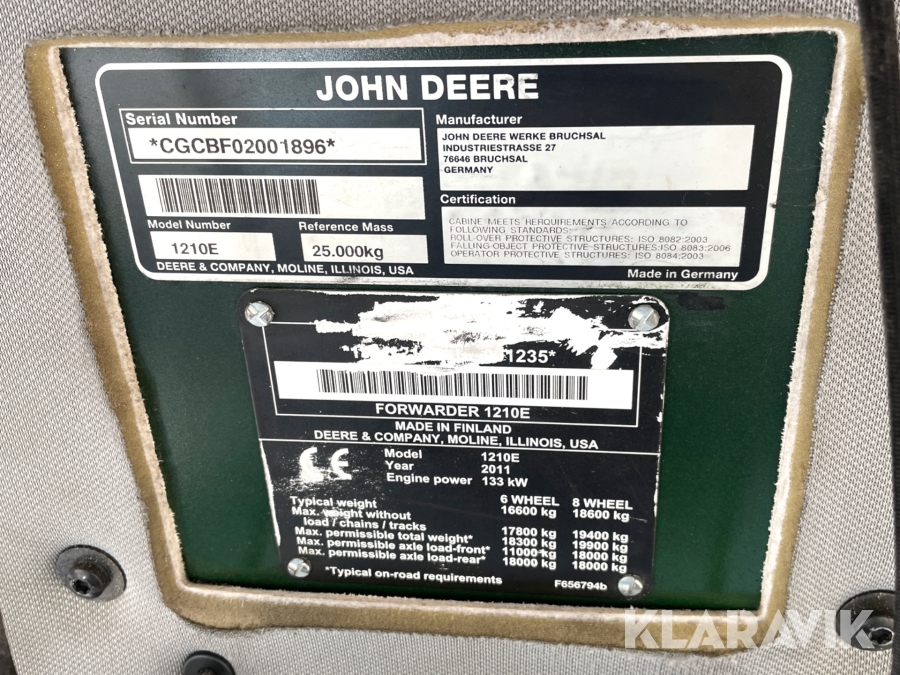 JOHN DEERE
Serial Number
*CGCBF02001896*
Model Number
1210E
Reference Mass
25.000kg
DEERE & COMPANY, MOLINE, ILLINOIS, USA
Manufacturer
JOHN DEERE WERKE BRUCHSAL
INDUSTRIESTRASSE 27
76646 BRUCHSAL
GERMANY
Certification
CABINE MEETS RERQUIREMENTS ACCORDING TO
FOLLOWING STANDARDS:
ROLL-OVER PROTECTIVE STRUCTURES: ISO 8082:2003
FALLING-OBJECT PROTECTIVE-STRUCTURES:ISO 8083:2006
OPERATOR PROTECTIVE STRUCTURES: ISO 8084:2003
Made in Germany
1235*
FORWARDER 1210E
MADE IN FINLAND
DEERE & COMPANY, MOLINE, ILLINOIS, USA
CE
Model 1210E
Year 2011
Engine power 133 kW
6 WHEEL 8 WHEEL
Typical weight 16600 kg 18600 kg
Max. weight without
load / chains / tracks 17800 kg 19400 kg
Max. permissible total weight* 18300 kg 19900 kg
Max. permissible axle load-front* 11000 kg 18000 kg
Max. permissible axle load-rear* 18000 kg 18000 kg
*Typical on-road requirements
F656794b
KLARAVIK